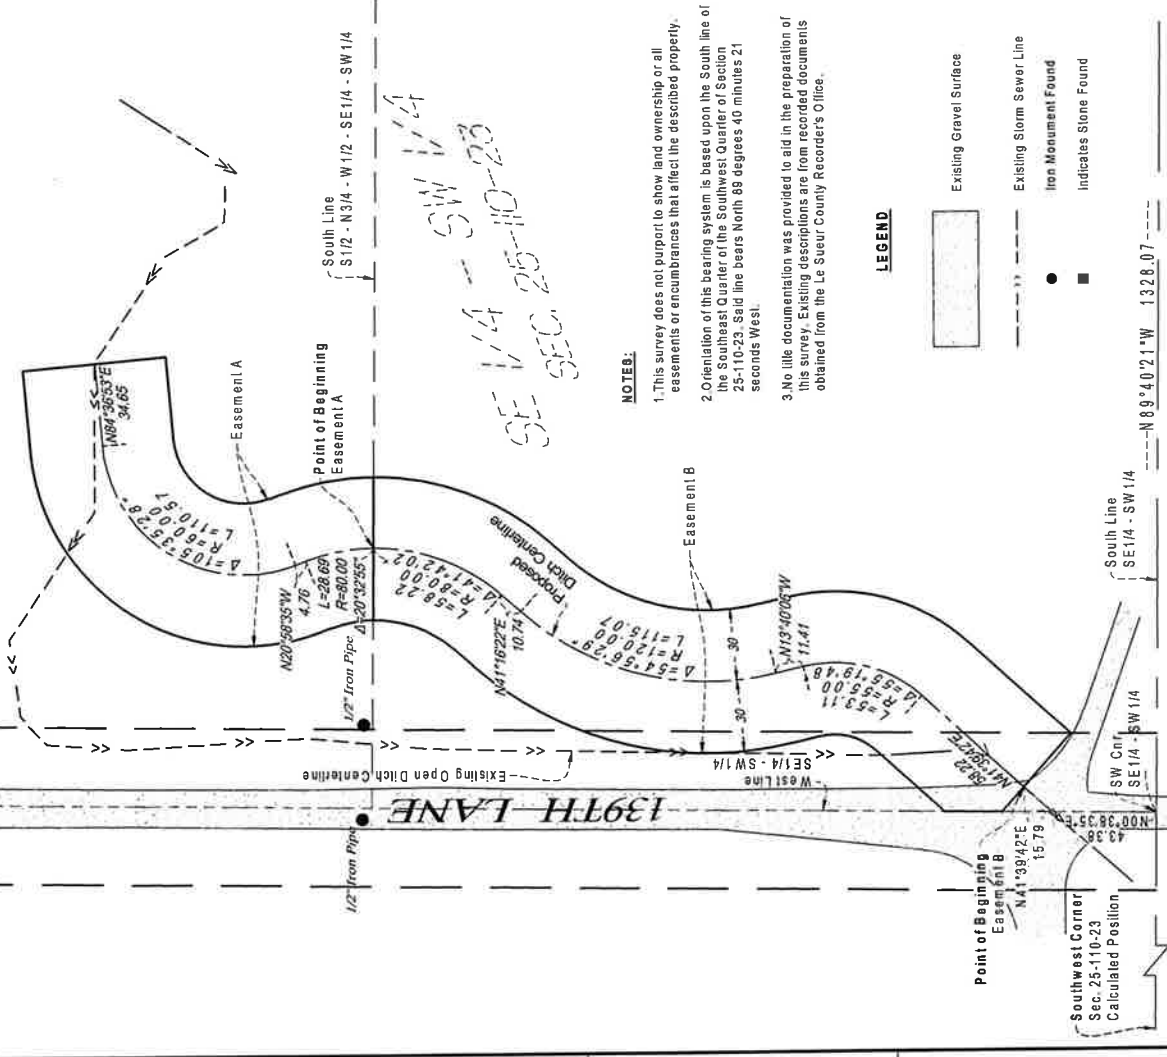 South Line
S1/2 - N3/4 - W1/2 - SE1/4 - SW1/4
SE 1/4 - SW 1/4
SEC. 25-110-23
N84°36'53"E
34.65
Easement A
Point of Beginning
Easement A
Δ=105°35'28"
R=60.00
L=110.57
N20°58'35"W
4.76
L=28.69
R=80.00
Δ=20°32'55"
1/2" Iron Pipe
L=58.22
R=80.00
Δ=41°42'02"
N41°16'22"E
10.74
Proposed
Ditch Centerline
Δ=54°56'29"
R=120.00
L=115.07
Easement B
30
30
N13°40'06"W
11.41
L=53.11
R=55.00
Δ=55°19'48"
58.22
N41°39'42"E
Existing Open Ditch Centerline
West Line
SE1/4 - SW1/4
139TH LANE
1/2" Iron Pipe
Point of Beginning
Easement B
NA1°39'42"E
15.79
43.38
N00°38'35"E
SW Cnr.
SE1/4 - SW1/4
South Line
SE1/4 - SW1/4
Southwest Corner
Sec. 25-110-23
Calculated Position
N89°40'21"W 1328.07
NOTES:
1. This survey does not purport to show land ownership or all
easements or encumbrances that affect the described property.
2. Orientation of this bearing system is based upon the South line of
the Southeast Quarter of the Southwest Quarter of Section
25-110-23. Said line bears North 89 degrees 40 minutes 21
seconds West.
3. No title documentation was provided to aid in the preparation of
this survey. Existing descriptions are from recorded documents
obtained from the Le Sueur County Recorder's Office.
LEGEND
Existing Gravel Surface
Existing Storm Sewer Line
Iron Monument Found
Indicates Stone Found